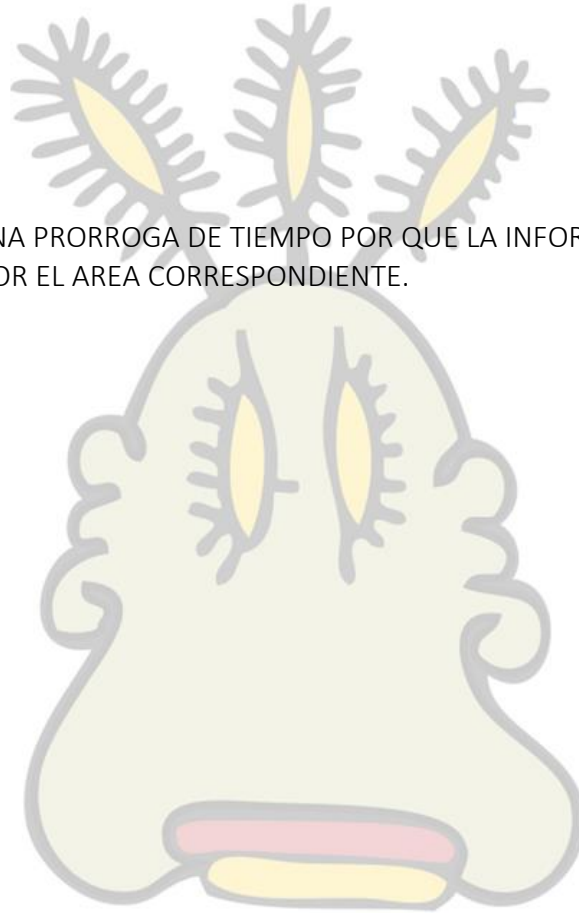 NA PRORROGA DE TIEMPO POR QUE LA INFOR
OR EL AREA CORRESPONDIENTE.